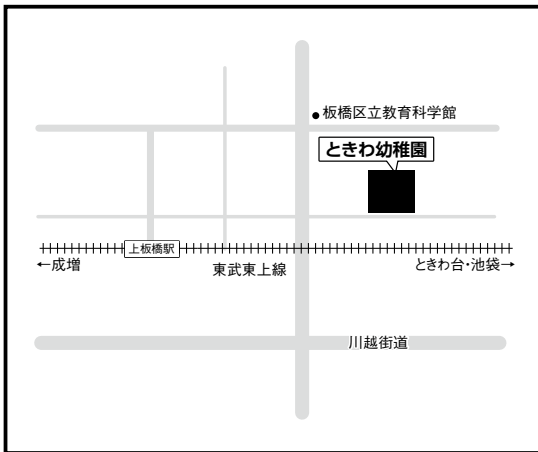 板橋区立教育科学館
ときわ幼稚園
上板橋駅
←成増
東武東上線
ときわ台・池袋→
川越街道